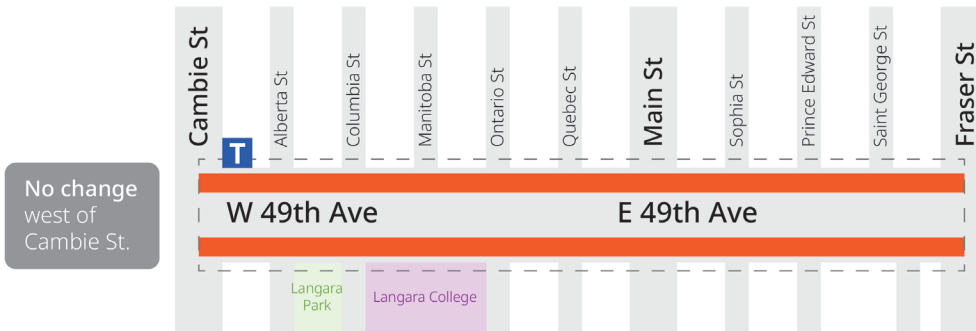 Cambie St
Alberta St
Columbia St
Manitoba St
Ontario St
Quebec St
Main St
Sophia St
Prince Edward St
Saint George St
Fraser St
T
No change
west of
Cambie St.
W 49th Ave
E 49th Ave
Langara
Park
Langara College